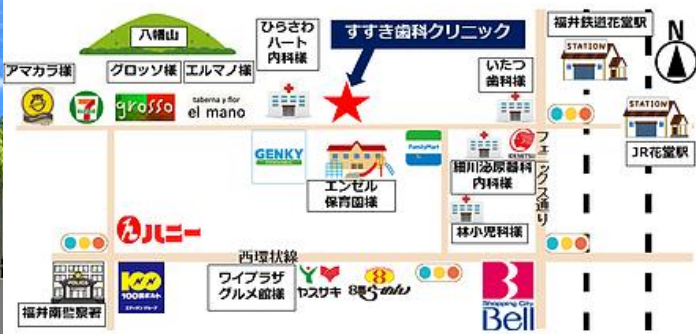 八幡山
ひらさわ
ハート
内科様
すすき歯科クリニック
福井鉄道花堂駅
N
STATION
アマカラ様
グロッソ様
エルマノ様
いたつ
歯科様
STATION
7
grosso
taberna y flor
el mano
JR花堂駅
GENKY
FamilyMart
エンゼル
保育園様
細川泌尿器科
内科様
IDEMITSU
フェニックス通り
林小児科様
ハニー
西環状線
POLICE
福井南警察署
100
100満ボルト
ワイプラザ
グルメ館様
ヤスサキ
8番らーめん
Shopping City
Bell